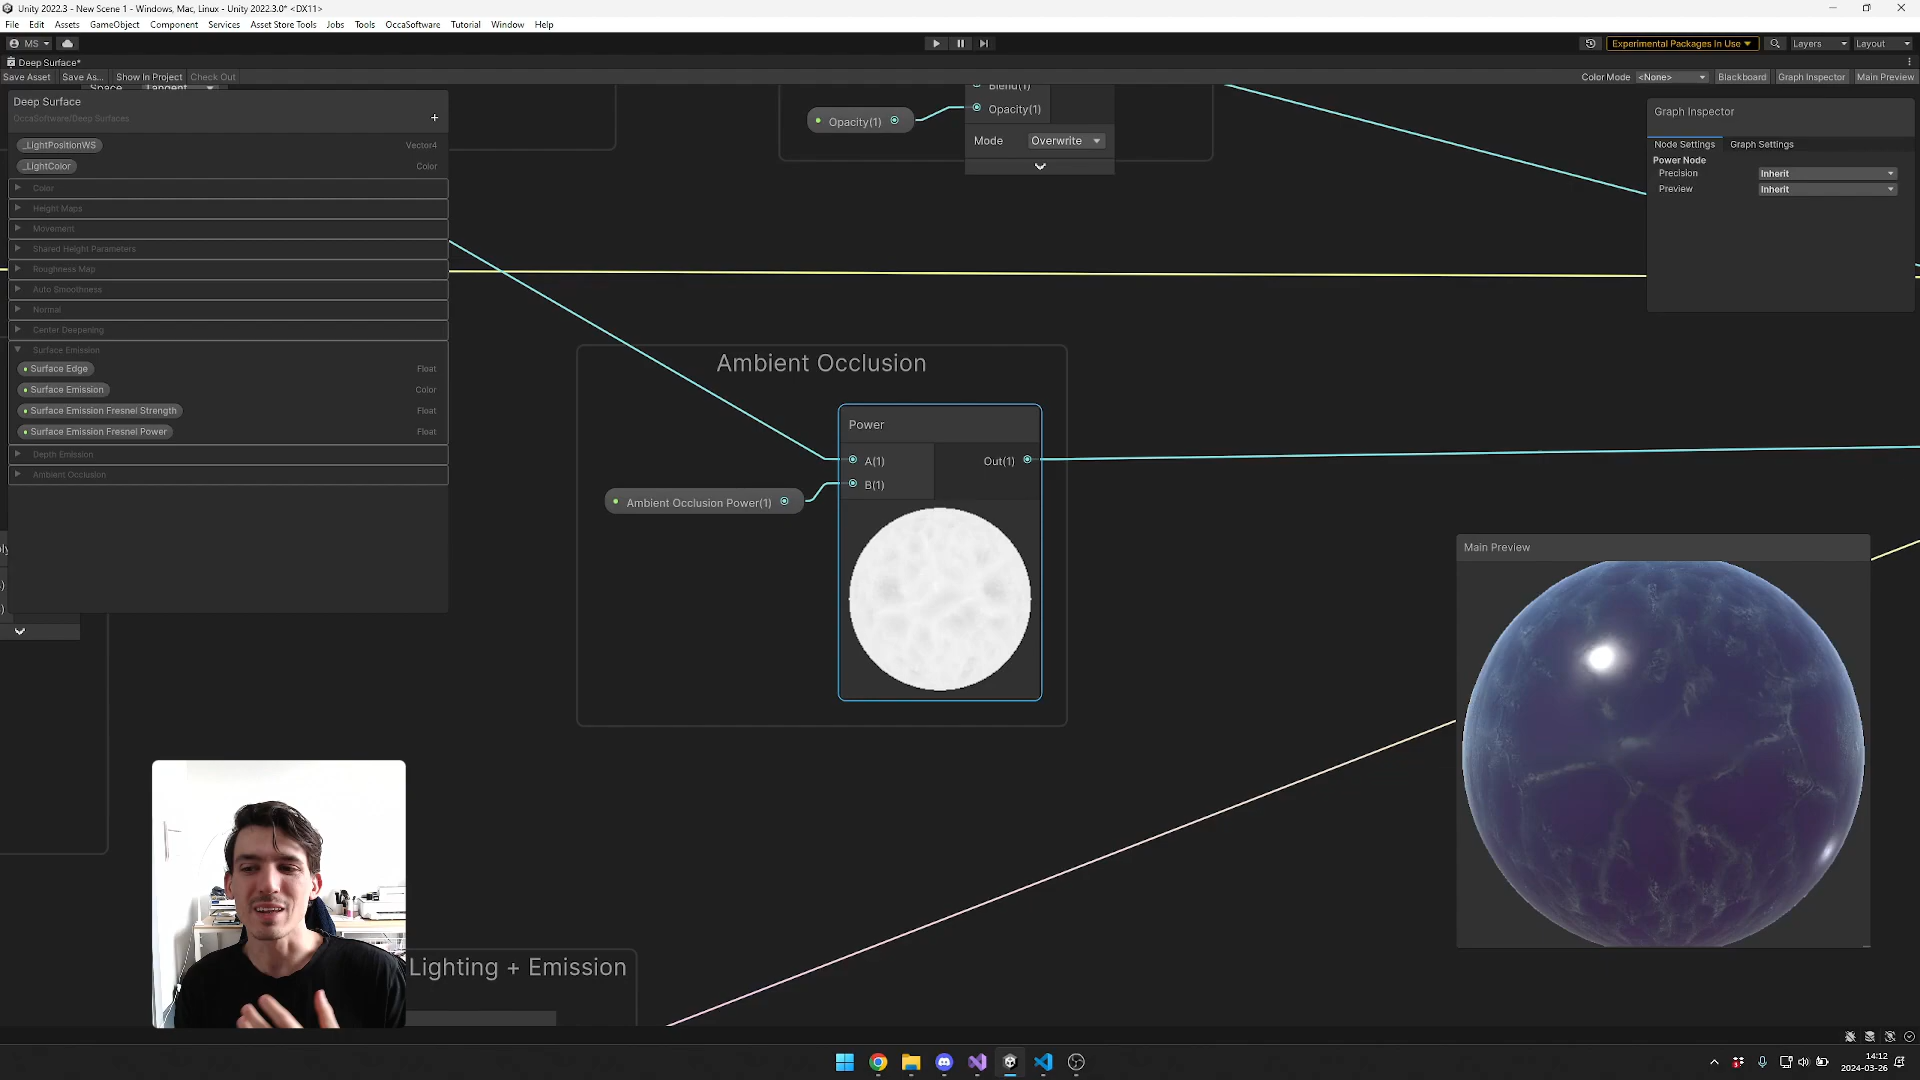 Unity 2022.3 - New Scene 1 - Windows, Mac, Linux - Unity 2022.3.0* <DX11>
File Edit Assets GameObject Component Services Asset Store Tools Jobs Tools OccaSoftware Tutorial Window Help
MS
Experimental Packages In Use
Layers
Layout
Deep Surface*
Save Asset Save As... Show In Project Check Out
Color Mode <None> Blackboard Graph Inspector Main Preview
Space Tangent
Deep Surface
OccaSoftware/Deep Surfaces
+
_LightPositionWS Vector4
_LightColor Color
Color
Height Maps
Movement
Shared Height Parameters
Roughness Map
Auto Smoothness
Normal
Center Deepening
Surface Emission
Surface Edge Float
Surface Emission Color
Surface Emission Fresnel Strength Float
Surface Emission Fresnel Power Float
Depth Emission
Ambient Occlusion
Blend(1)
Opacity(1)
Opacity(1)
Mode Overwrite
Graph Inspector
Node Settings Graph Settings
Power Node
Precision Inherit
Preview Inherit
Ambient Occlusion
Power
A(1) Out(1)
B(1)
Ambient Occlusion Power(1)
Main Preview
Lighting + Emission
14:12
2024-03-26